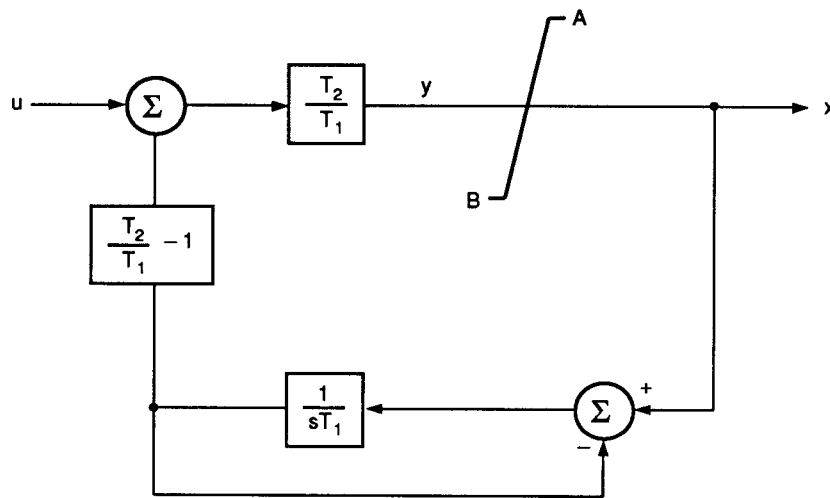 A
u
Σ
T₂
T₁
y
x
B
T₂
T₁
− 1
+
1
sT₁
Σ
−